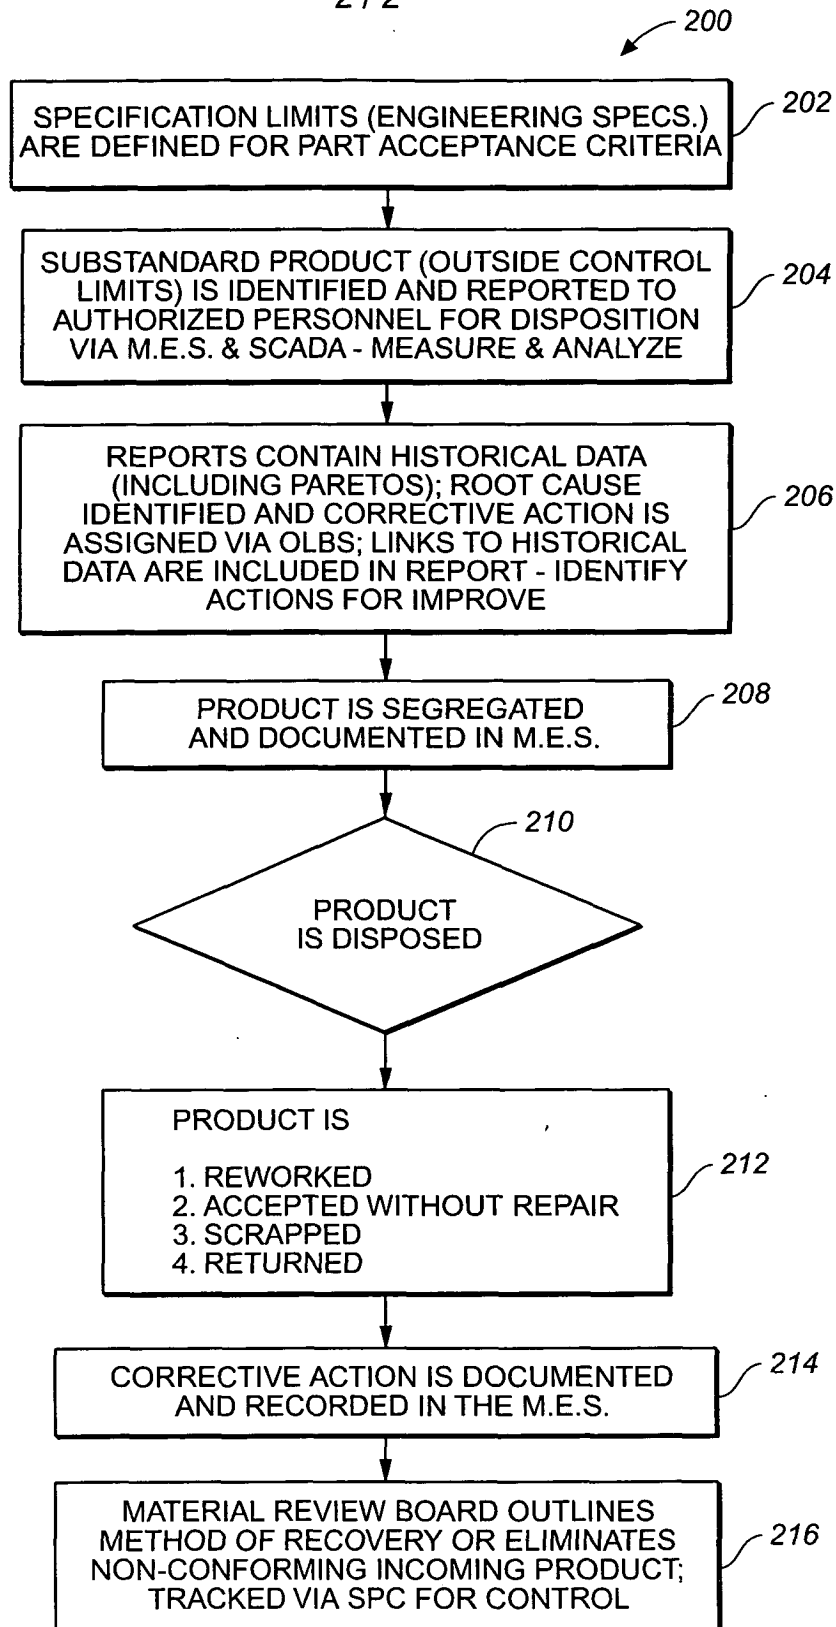 2 / 2
200
SPECIFICATION LIMITS (ENGINEERING SPECS.)
ARE DEFINED FOR PART ACCEPTANCE CRITERIA
202
SUBSTANDARD PRODUCT (OUTSIDE CONTROL
LIMITS) IS IDENTIFIED AND REPORTED TO
AUTHORIZED PERSONNEL FOR DISPOSITION
VIA M.E.S. & SCADA - MEASURE & ANALYZE
204
REPORTS CONTAIN HISTORICAL DATA
(INCLUDING PARETOS); ROOT CAUSE
IDENTIFIED AND CORRECTIVE ACTION IS
ASSIGNED VIA OLBS; LINKS TO HISTORICAL
DATA ARE INCLUDED IN REPORT - IDENTIFY
ACTIONS FOR IMPROVE
206
PRODUCT IS SEGREGATED
AND DOCUMENTED IN M.E.S.
208
210
PRODUCT
IS DISPOSED
PRODUCT IS
1. REWORKED
2. ACCEPTED WITHOUT REPAIR
3. SCRAPPED
4. RETURNED
212
CORRECTIVE ACTION IS DOCUMENTED
AND RECORDED IN THE M.E.S.
214
MATERIAL REVIEW BOARD OUTLINES
METHOD OF RECOVERY OR ELIMINATES
NON-CONFORMING INCOMING PRODUCT;
TRACKED VIA SPC FOR CONTROL
216